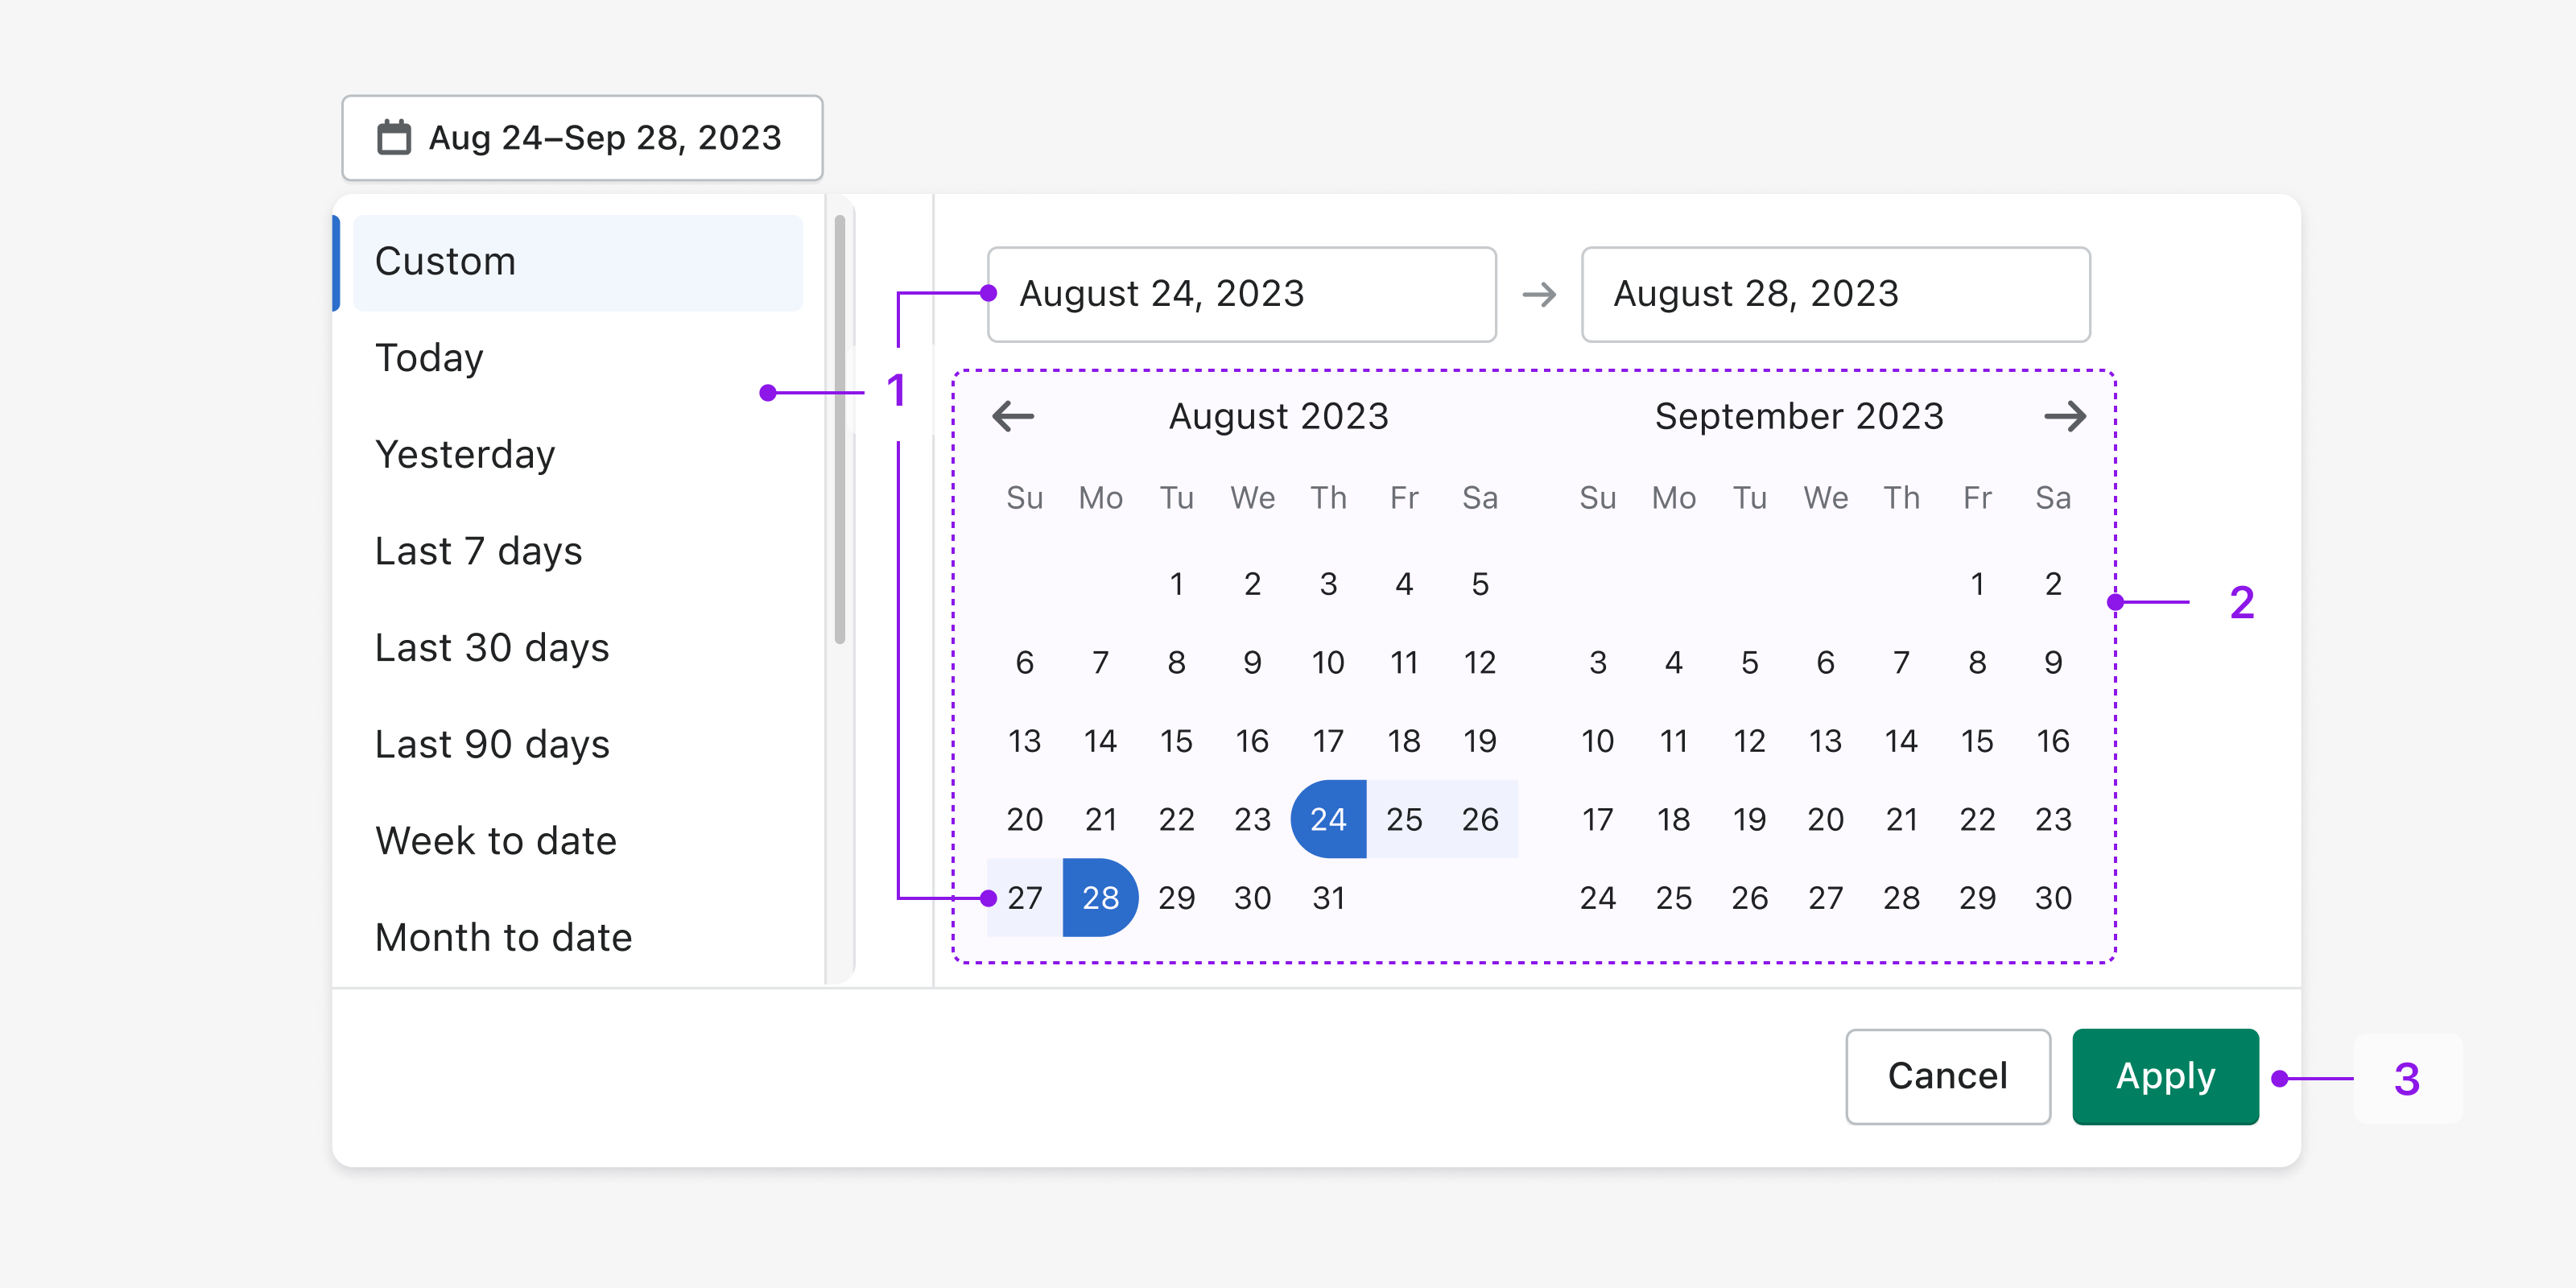 Aug 24–Sep 28, 2023
Custom
Today
Yesterday
Last 7 days
Last 30 days
Last 90 days
Week to date
Month to date
1
August 24, 2023 → August 28, 2023
← August 2023
Su Mo Tu We Th Fr Sa
1 2 3 4 5
6 7 8 9 10 11 12
13 14 15 16 17 18 19
20 21 22 23 24 25 26
27 28 29 30 31
September 2023 →
Su Mo Tu We Th Fr Sa
1 2
3 4 5 6 7 8 9
10 11 12 13 14 15 16
17 18 19 20 21 22 23
24 25 26 27 28 29 30
2
Cancel
Apply
3